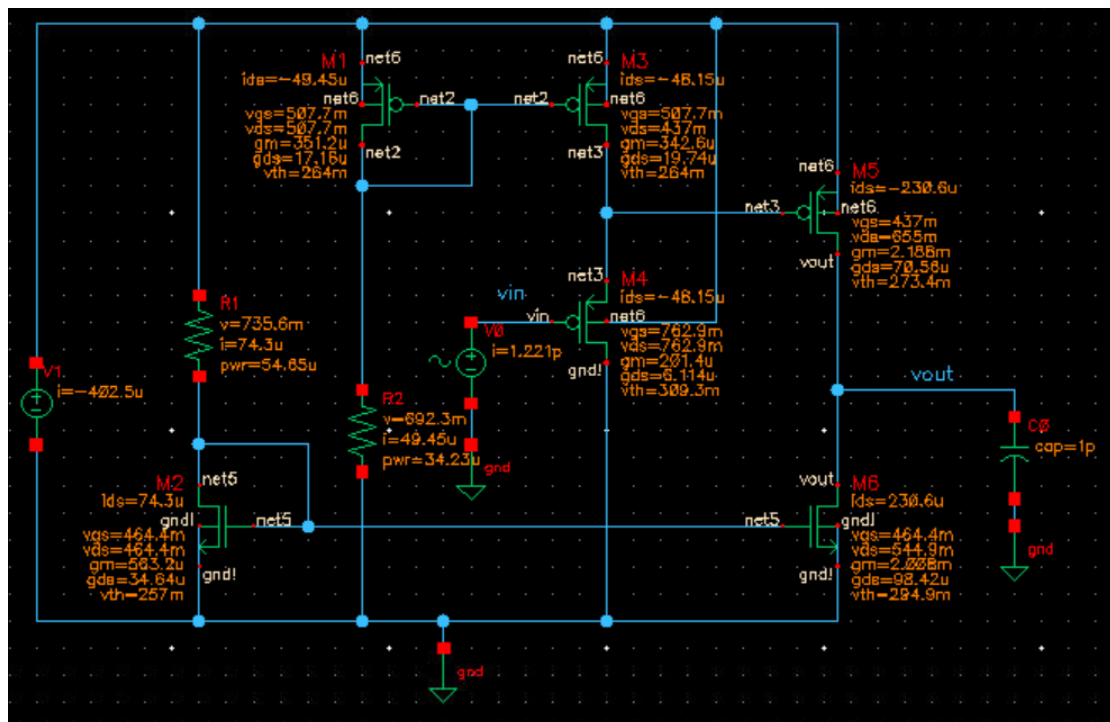 M1
net6
ids=-49.45u
net6
net2
vgs=507.7m
vds=507.7m
gm=351.2u
gds=17.16u
vth=264m
net2
M3
net6
ids=-46.15u
net2
net6
vgs=507.7m
vds=437m
gm=342.6u
gds=19.74u
vth=264m
net3
M5
net6
ids=-230.6u
net3
net6
vgs=437m
vds=655m
gm=2.186m
gds=70.56u
vth=273.4m
vout
M4
net3
ids=-46.15u
vin
vin
net6
vgs=762.9m
vds=762.9m
gm=201.4u
gds=6.114u
vth=309.3m
gnd!
V0
i=1.221p
gnd
R1
v=735.6m
i=74.3u
pwr=54.65u
V1
i=-402.5u
R2
v=692.3m
i=49.45u
pwr=34.23u
vout
C0
cap=1p
gnd
M2
net5
ids=74.3u
gnd!
net5
vgs=464.4m
vds=464.4m
gm=563.2u
gds=34.64u
vth=257m
gnd!
M6
vout
ids=230.6u
net5
gnd!
vgs=464.4m
vds=544.9m
gm=2.008m
gds=98.42u
vth=294.9m
gnd!
gnd